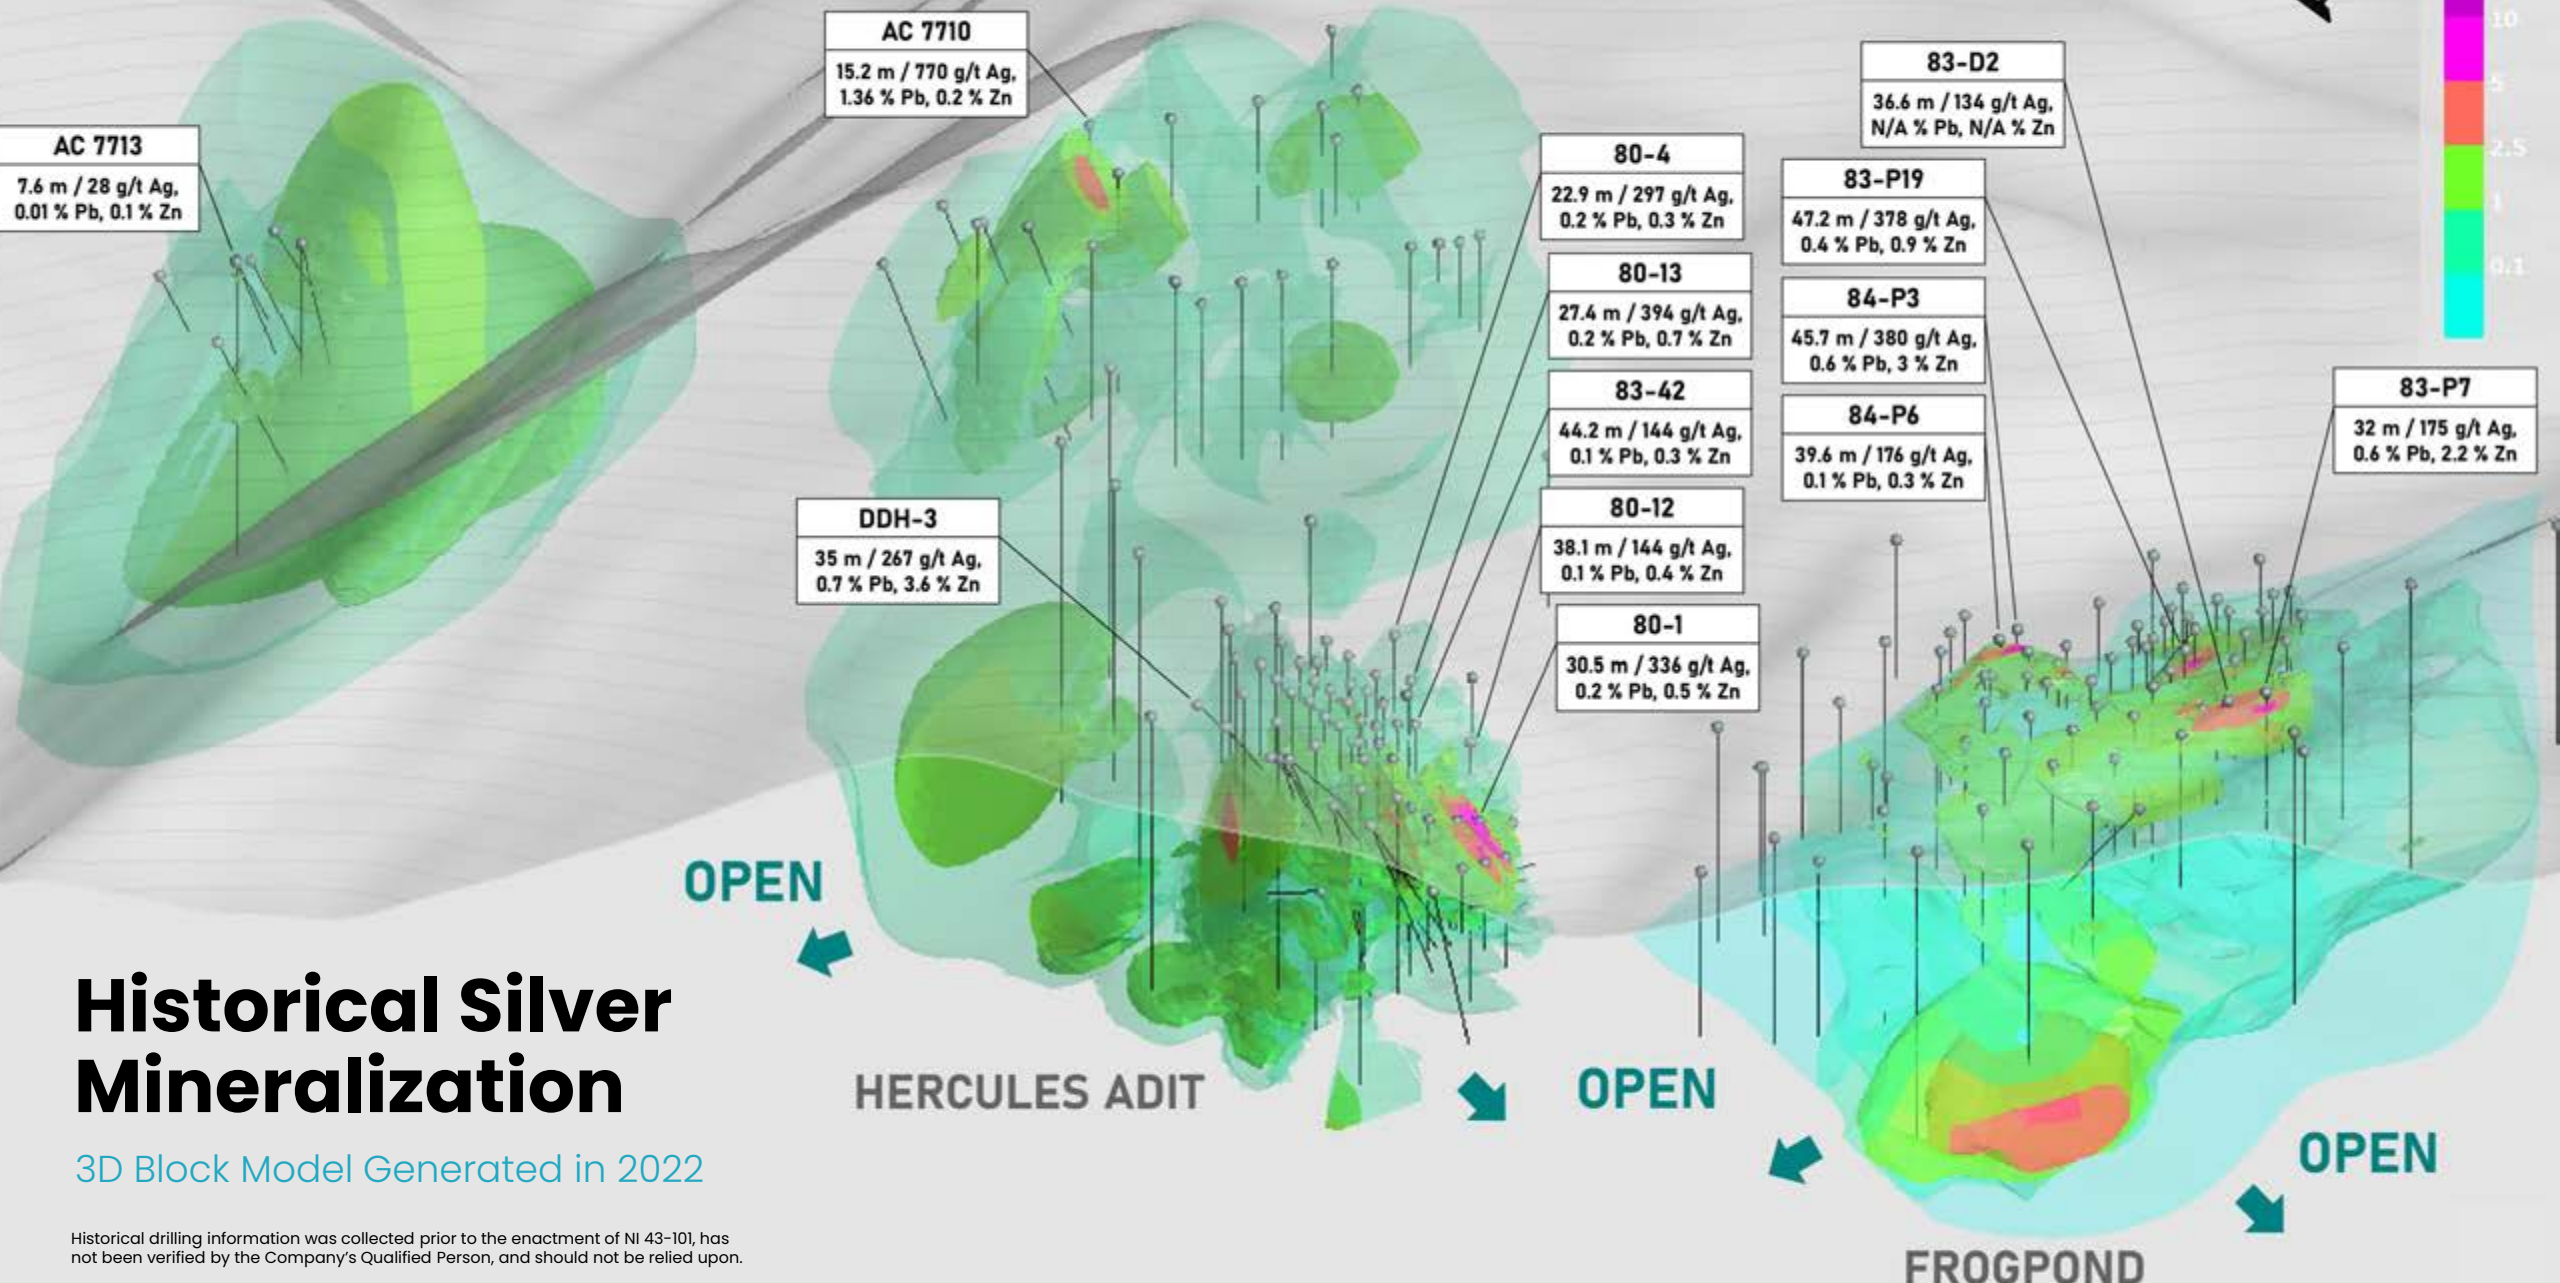 AC 7710
15.2 m / 770 g/t Ag,
1.36 % Pb, 0.2 % Zn
AC 7713
7.6 m / 28 g/t Ag,
0.01 % Pb, 0.1 % Zn
83-D2
36.6 m / 134 g/t Ag,
N/A % Pb, N/A % Zn
10
5
2.5
1
0.1
80-4
22.9 m / 297 g/t Ag,
0.2 % Pb, 0.3 % Zn
83-P19
47.2 m / 378 g/t Ag,
0.4 % Pb, 0.9 % Zn
80-13
27.4 m / 394 g/t Ag,
0.2 % Pb, 0.7 % Zn
84-P3
45.7 m / 380 g/t Ag,
0.6 % Pb, 3 % Zn
83-42
44.2 m / 144 g/t Ag,
0.1 % Pb, 0.3 % Zn
84-P6
39.6 m / 176 g/t Ag,
0.1 % Pb, 0.3 % Zn
83-P7
32 m / 175 g/t Ag,
0.6 % Pb, 2.2 % Zn
DDH-3
35 m / 267 g/t Ag,
0.7 % Pb, 3.6 % Zn
80-12
38.1 m / 144 g/t Ag,
0.1 % Pb, 0.4 % Zn
80-1
30.5 m / 336 g/t Ag,
0.2 % Pb, 0.5 % Zn
OPEN
HERCULES ADIT
OPEN
OPEN
FROGPOND
Historical Silver
Mineralization
3D Block Model Generated in 2022
Historical drilling information was collected prior to the enactment of NI 43-101, has
not been verified by the Company's Qualified Person, and should not be relied upon.